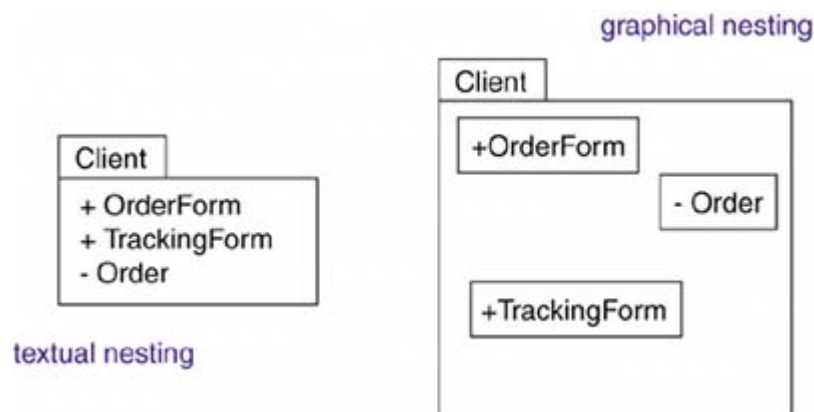 graphical nesting
Client
+ OrderForm
+ TrackingForm
- Order
textual nesting
Client
+OrderForm
- Order
+TrackingForm